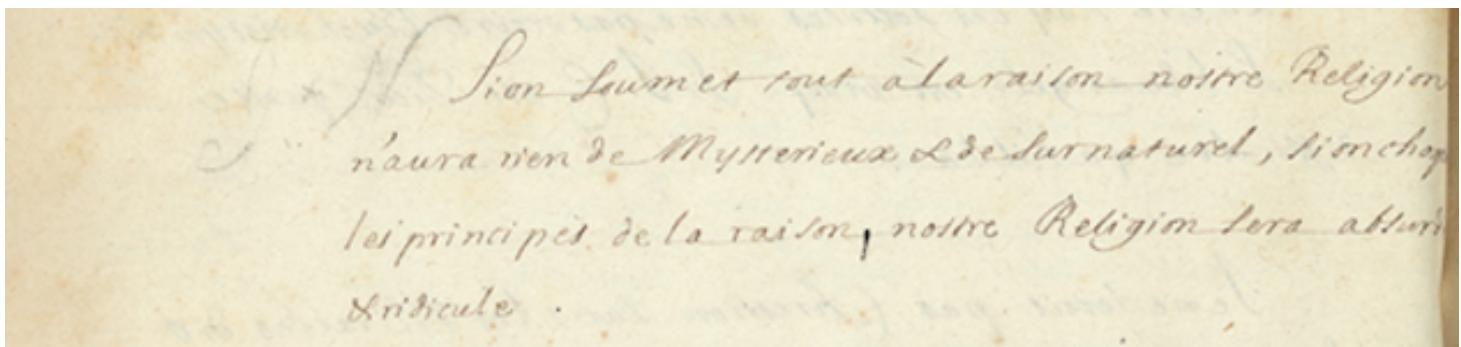 Si on soumet tout à la raison nostre Religion
n'aura rien de Mysterieux & de surnaturel, si on chop
les principes de la raison, nostre Religion sera absur
& ridicule .